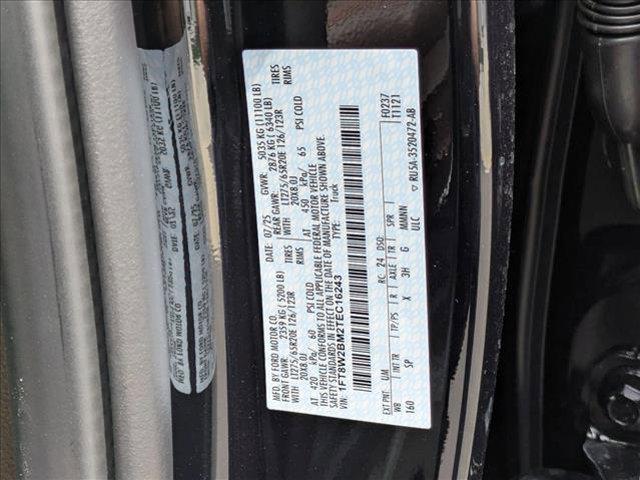 MFD. BY FORD MOTOR CO.
DATE: 07/25 GVWR: 5035 KG (11100 LB)
FRONT GAWR: 2359 KG (5200 LB) REAR GAWR: 2876 KG (6340 LB)
WITH LT275/65R20E 126/123R TIRES WITH LT275/65R20E 126/123R TIRES
20X8.0J RIMS 20X8.0J RIMS
AT 420 kPa/ 60 PSI COLD AT 450 kPa/ 65 PSI COLD
THIS VEHICLE CONFORMS TO ALL APPLICABLE FEDERAL MOTOR VEHICLE
SAFETY STANDARDS IN EFFECT ON THE DATE OF MANUFACTURE SHOWN ABOVE.
VIN: 1FT8W2BM2TEC16243
TYPE: Truck
F0237
T1121
EXT PNT: UM RC: 24 DSO:
WB INT TR TP/PS R AXLE TR SPR
160 SP X 3H G MMANN
ULC
▽ RU5A-3520472-AB